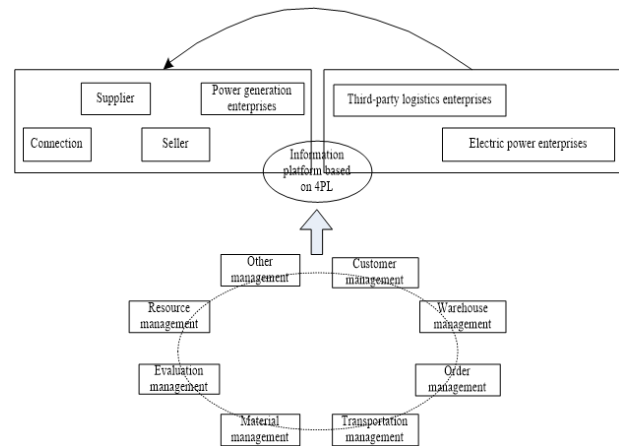 Supplier
Power generation
enterprises
Connection
Seller
Third-party logistics enterprises
Electric power enterprises
Information
platform based
on 4PL
Other
management
Customer
management
Resource
management
Warehouse
management
Evaluation
management
Order
management
Material
management
Transportation
management